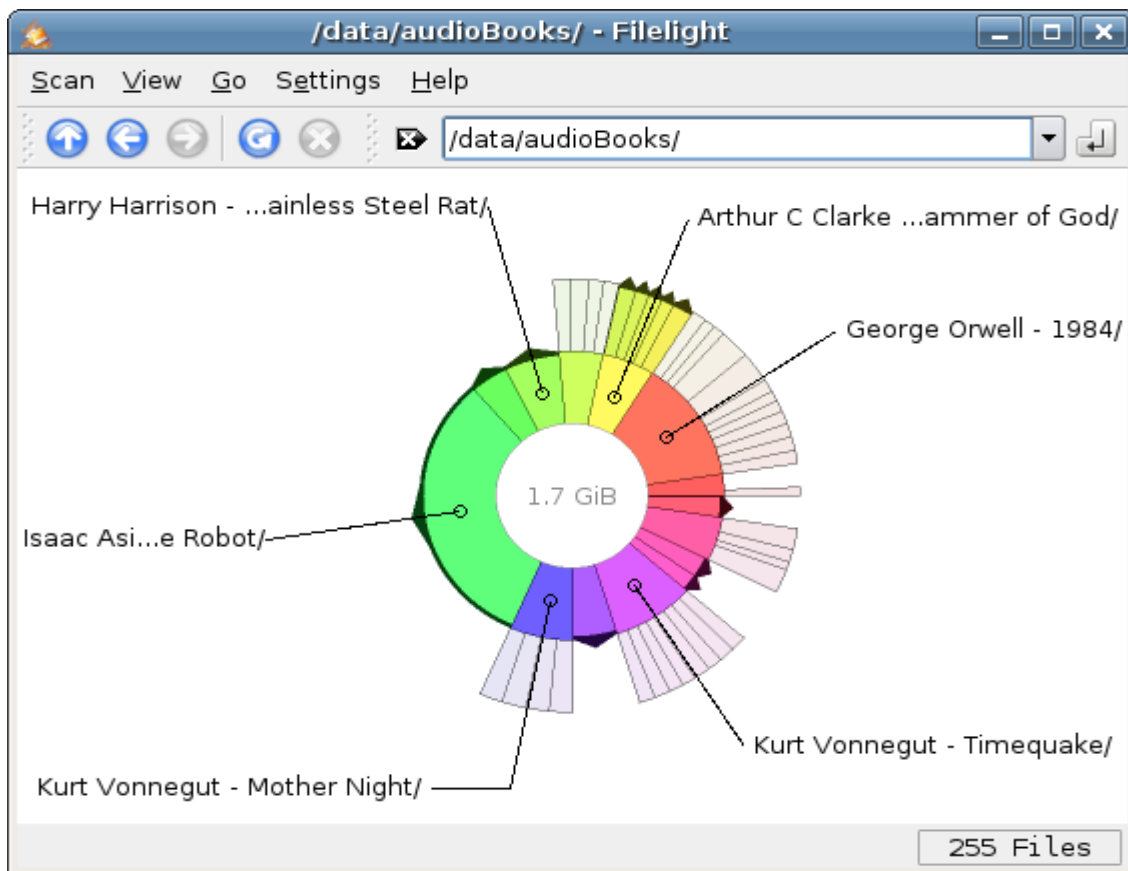 /data/audioBooks/ - Filelight
Scan View Go Settings Help
/data/audioBooks/
Harry Harrison - ...ainless Steel Rat/
Arthur C Clarke ...ammer of God/
George Orwell - 1984/
1.7 GiB
Isaac Asi...e Robot/
Kurt Vonnegut - Timequake/
Kurt Vonnegut - Mother Night/
255 Files